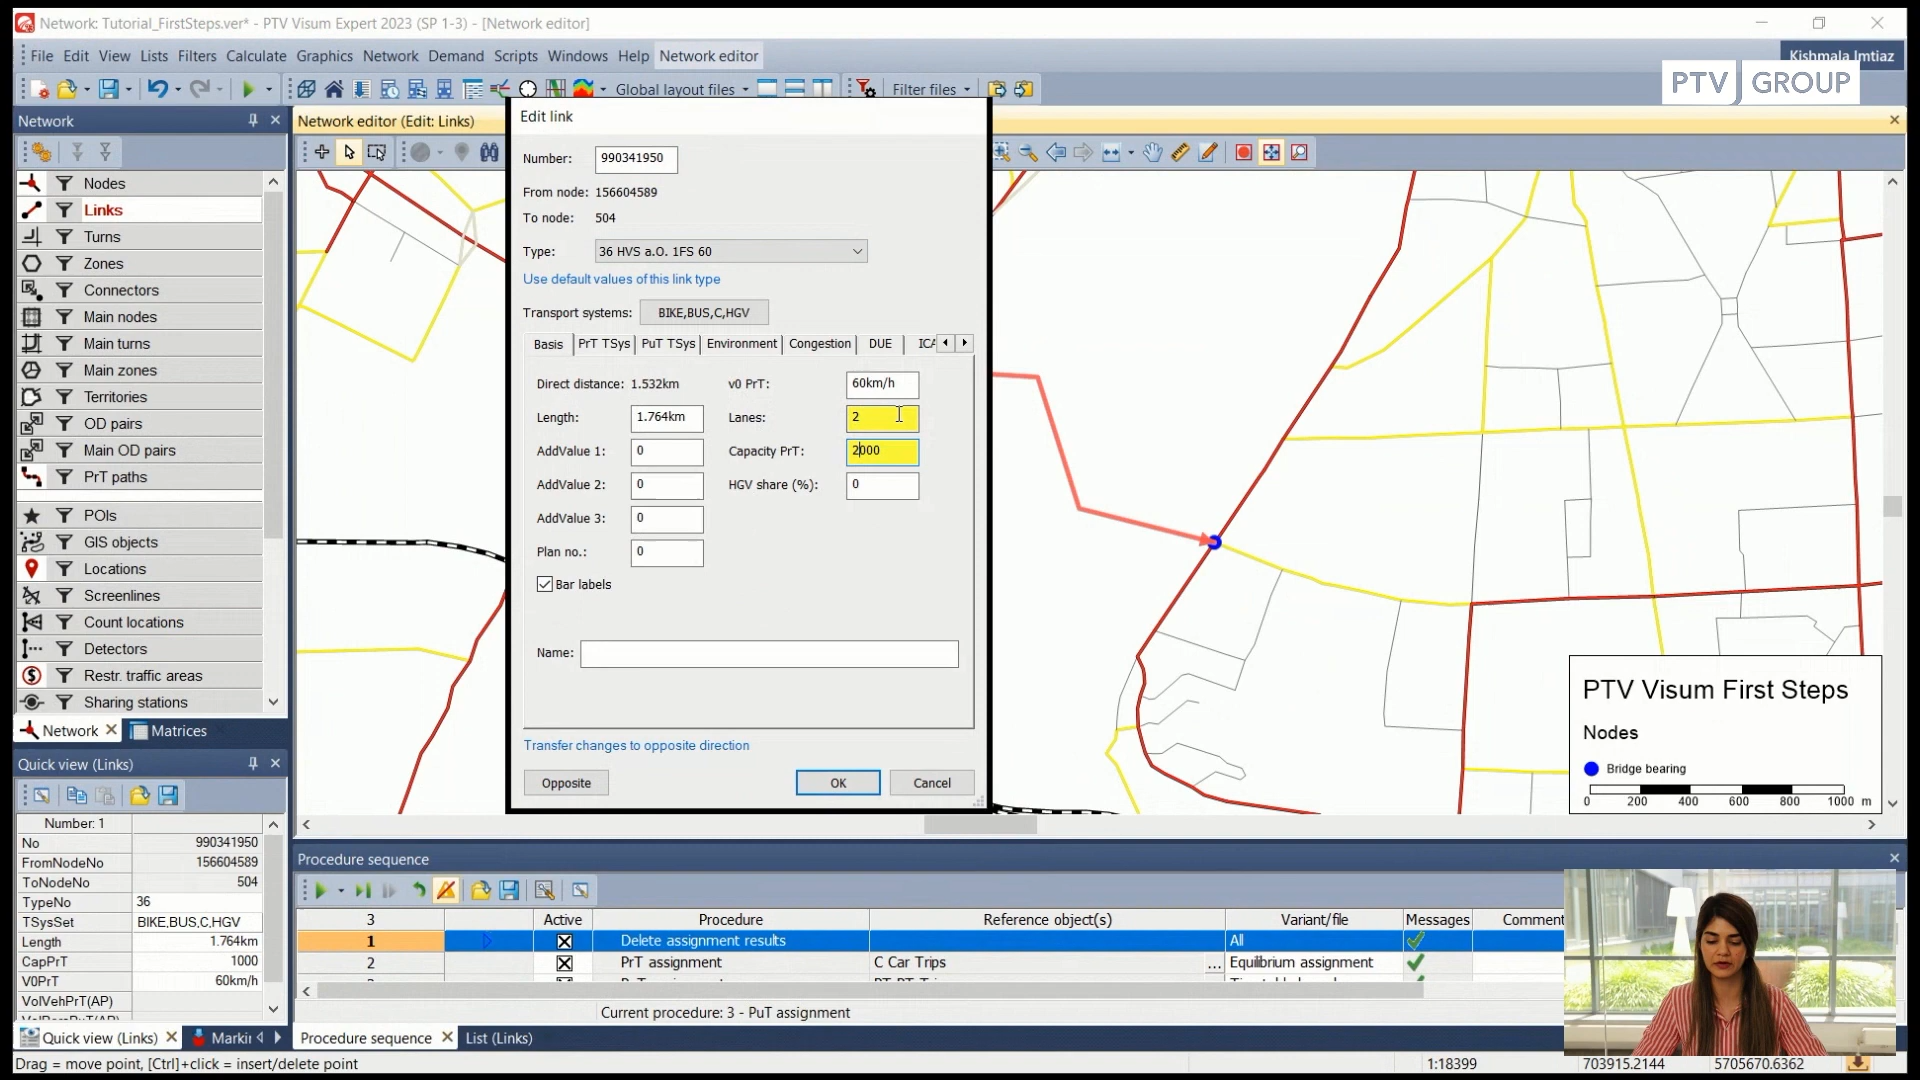 Network: Tutorial_FirstSteps.ver* - PTV Visum Expert 2023 (SP 1-3) - [Network editor]
File Edit View Lists Filters Calculate Graphics Network Demand Scripts Windows Help Network editor
Kishmala Imtiaz
PTV GROUP
Global layout files
Filter files
Network
Network editor (Edit: Links)
Nodes
Links
Turns
Zones
Connectors
Main nodes
Main turns
Main zones
Territories
OD pairs
Main OD pairs
PrT paths
POIs
GIS objects
Locations
Screenlines
Count locations
Detectors
Restr. traffic areas
Sharing stations
Network Matrices
Edit link
Number: 990341950
From node: 156604589
To node: 504
Type: 36 HVS a.O. 1FS 60
Use default values of this link type
Transport systems: BIKE,BUS,C,HGV
Basis PrT TSys PuT TSys Environment Congestion DUE ICA
Direct distance: 1.532km v0 PrT: 60km/h
Length: 1.764km Lanes: 2
AddValue 1: 0 Capacity PrT: 2000
AddValue 2: 0 HGV share (%): 0
AddValue 3: 0
Plan no.: 0
Bar labels
Name:
Transfer changes to opposite direction
Opposite OK Cancel
PTV Visum First Steps
Nodes
Bridge bearing
0 200 400 600 800 1000 m
Quick view (Links)
Number: 1
No 990341950
FromNodeNo 156604589
ToNodeNo 504
TypeNo 36
TSysSet BIKE,BUS,C,HGV
Length 1.764km
CapPrT 1000
V0PrT 60km/h
VolVehPrT(AP)
Quick view (Links) Markir
Procedure sequence
3 Active Procedure Reference object(s) Variant/file Messages Comment
1 Delete assignment results All
2 PrT assignment C Car Trips ... Equilibrium assignment
Current procedure: 3 - PuT assignment
Procedure sequence List (Links)
Drag = move point, [Ctrl]+click = insert/delete point
1:18399
703915.2144
5705670.6362